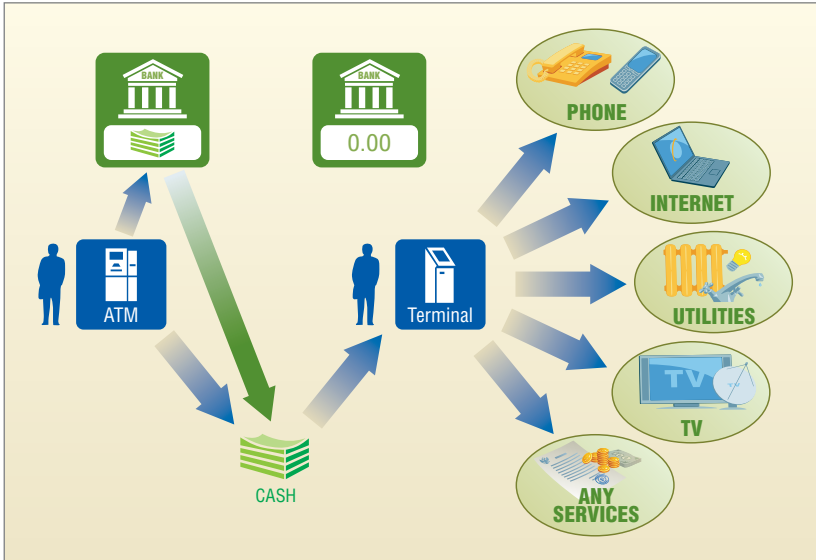 BANK
BANK
0.00
PHONE
INTERNET
ATM
Terminal
UTILITIES
TV
TV
CASH
ANY
SERVICES